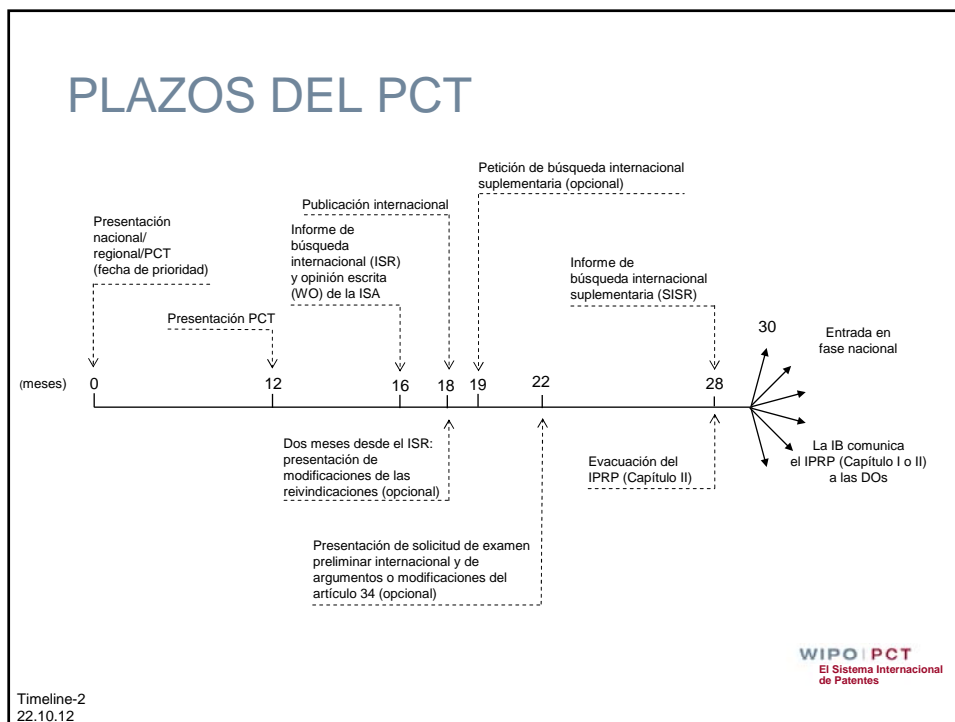 PLAZOS DEL PCT
Petición de búsqueda internacional
suplementaria (opcional)
Publicación internacional
Presentación
nacional/
regional/PCT
(fecha de prioridad)
Informe de
búsqueda
internacional (ISR)
y opinión escrita
(WO) de la ISA
Informe de
búsqueda internacional
suplementaria (SISR)
Presentación PCT
30
Entrada en
fase nacional
(meses) 0 12 16 18 19 22 28
Dos meses desde el ISR:
presentación de
modificaciones de las
reivindicaciones (opcional)
Evacuación del
IPRP (Capítulo II)
La IB comunica
el IPRP (Capítulo I o II)
a las DOs
Presentación de solicitud de examen
preliminar internacional y de
argumentos o modificaciones del
artículo 34 (opcional)
WIPO|PCT
El Sistema Internacional
de Patentes
Timeline-2
22.10.12